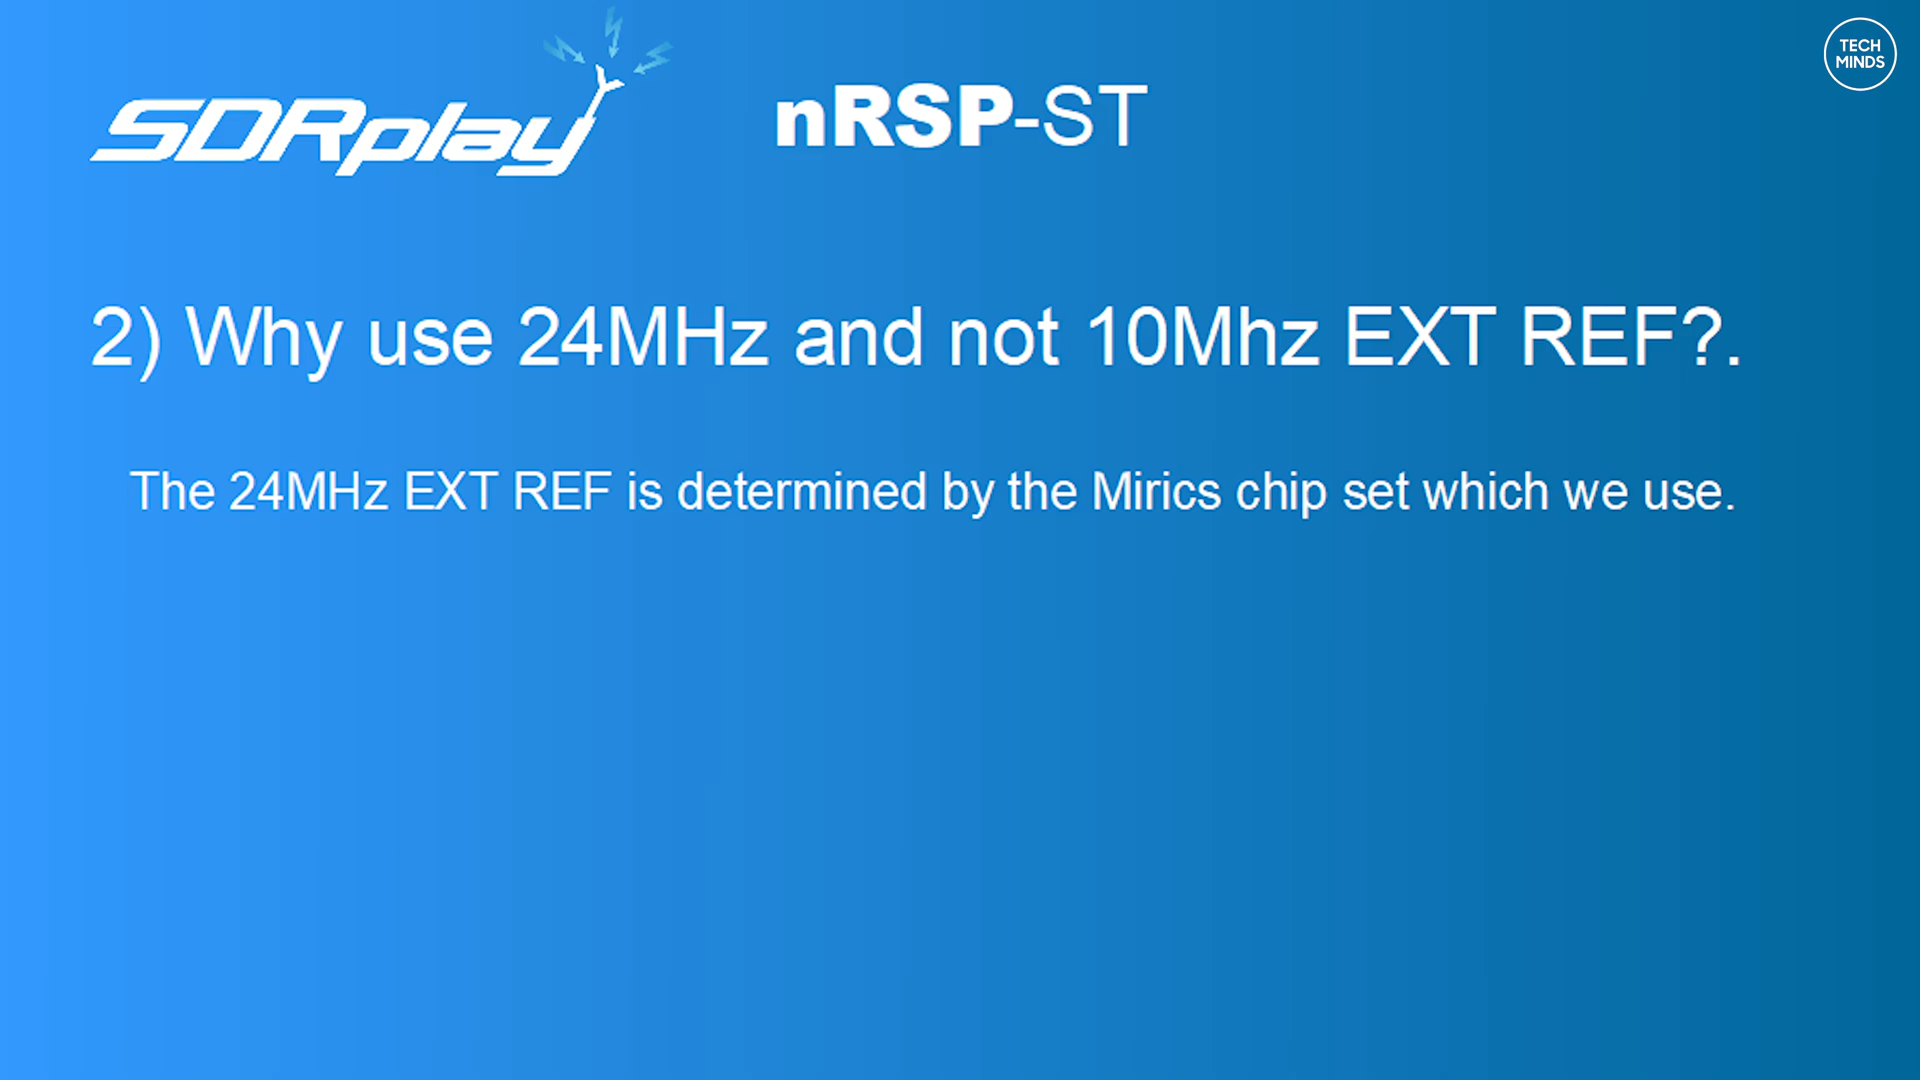 TECH
MINDS
SDRplay
nRSP-ST
2) Why use 24MHz and not 10Mhz EXT REF?.
The 24MHz EXT REF is determined by the Mirics chip set which we use.